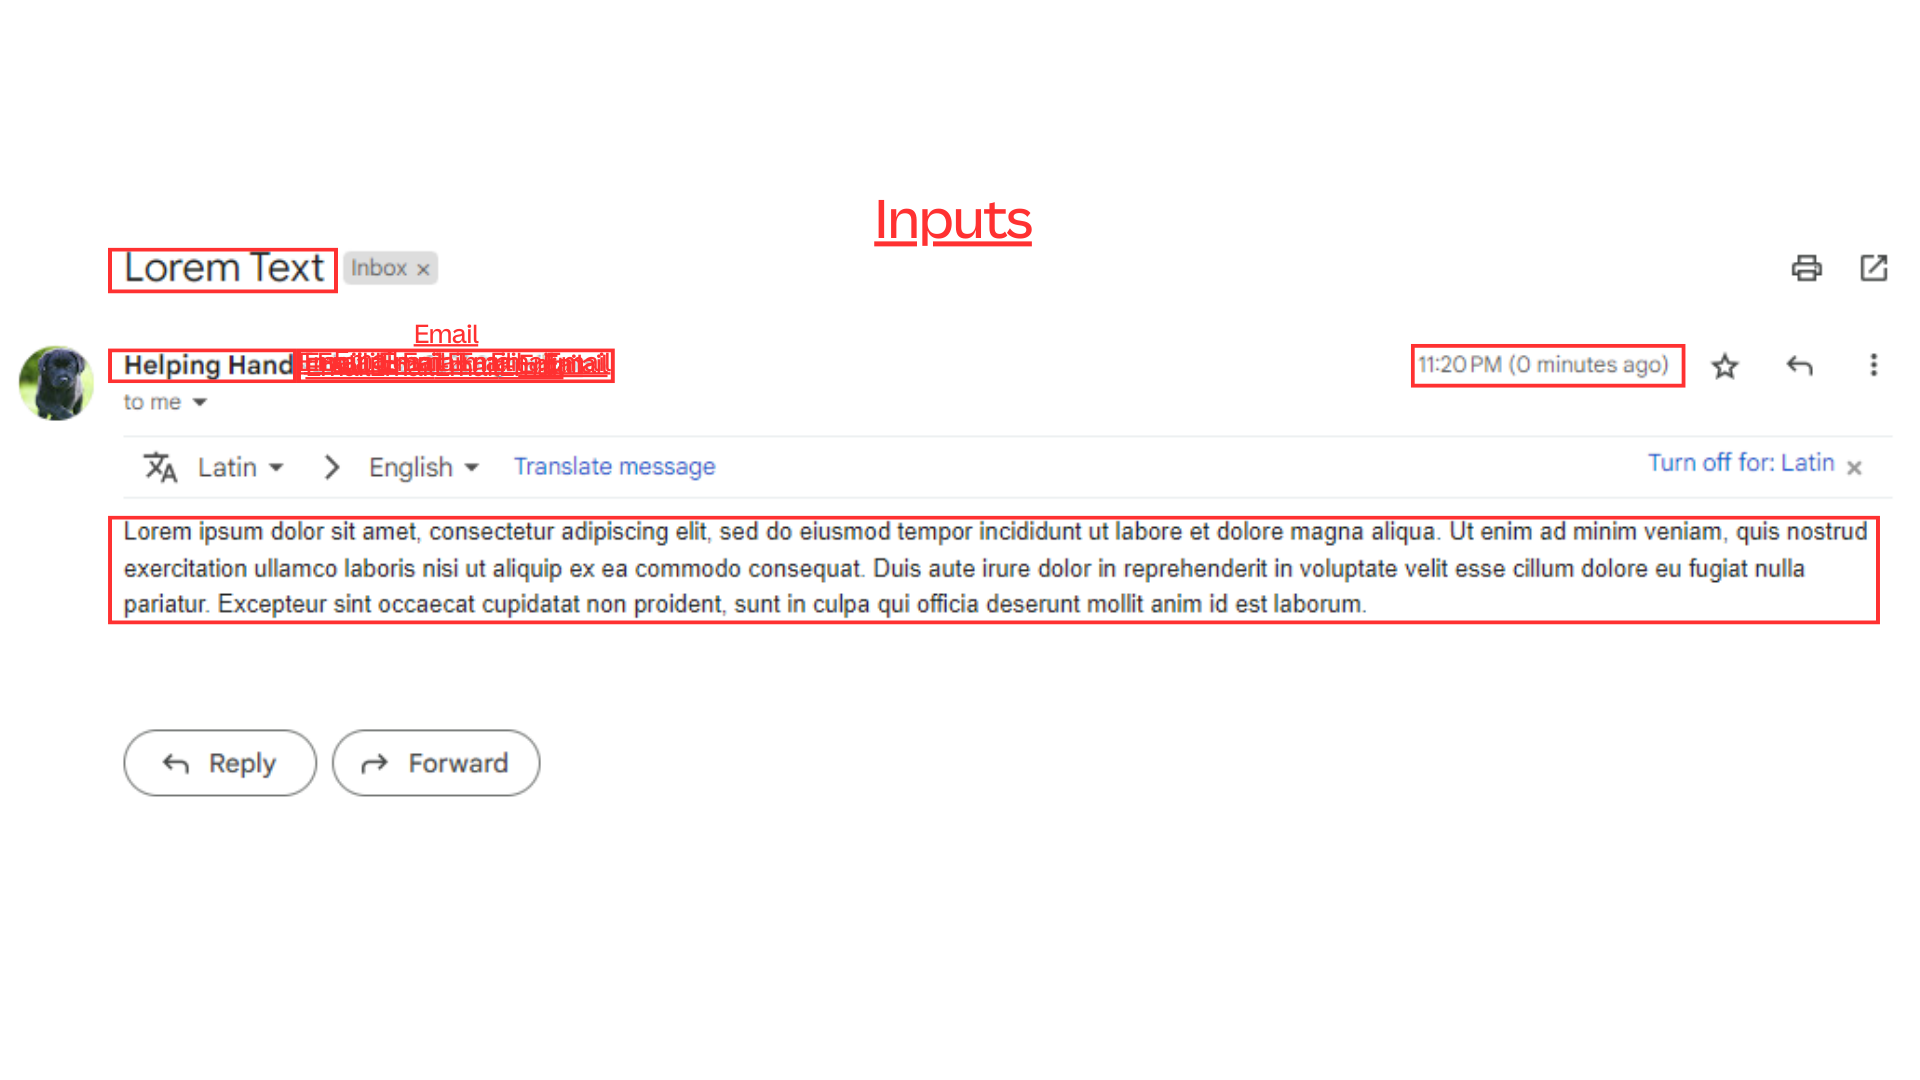 Inputs
Lorem Text Inbox ×
Email
Helping Hand
11:20 PM (0 minutes ago)
to me
Latin English Translate message Turn off for: Latin ×
Lorem ipsum dolor sit amet, consectetur adipiscing elit, sed do eiusmod tempor incididunt ut labore et dolore magna aliqua. Ut enim ad minim veniam, quis nostrud
exercitation ullamco laboris nisi ut aliquip ex ea commodo consequat. Duis aute irure dolor in reprehenderit in voluptate velit esse cillum dolore eu fugiat nulla
pariatur. Excepteur sint occaecat cupidatat non proident, sunt in culpa qui officia deserunt mollit anim id est laborum.
Reply Forward